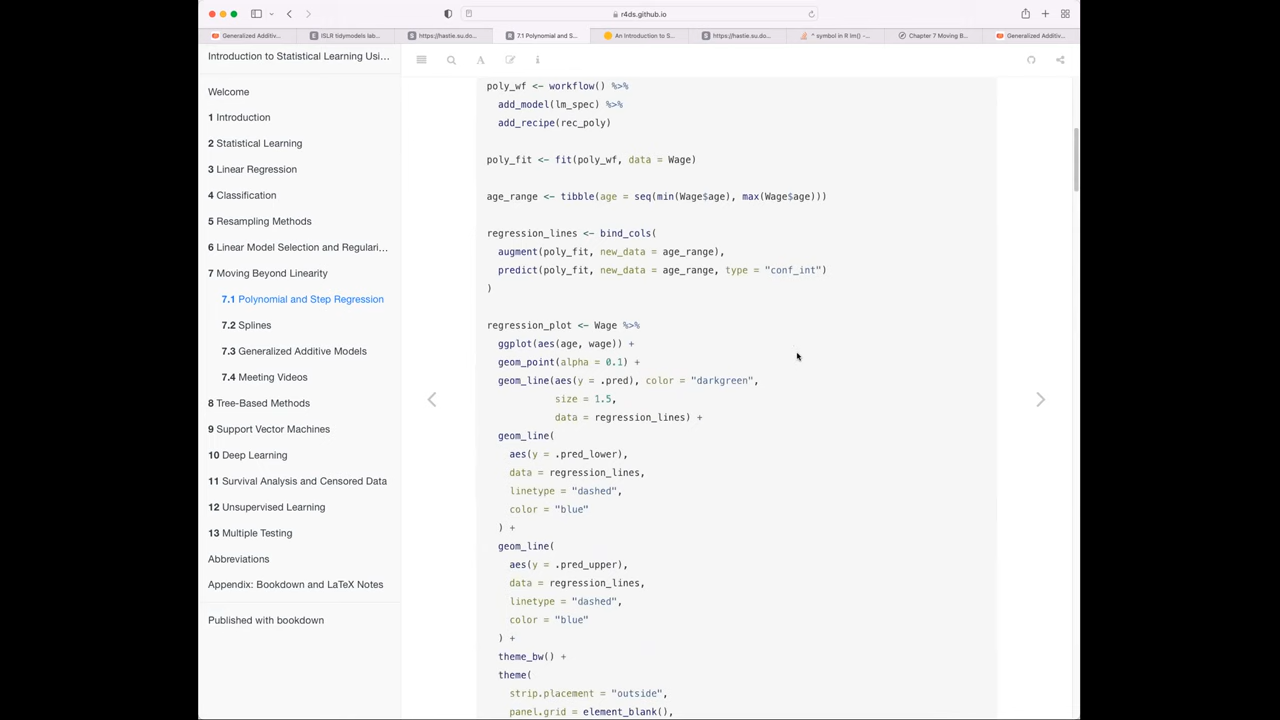 r4ds.github.io
Generalized Additiv...
ISLR tidymodels lab...
https://hastie.su.do...
7.1 Polynomial and S...
An Introduction to S...
https://hastie.su.do...
^ symbol in R lm() -...
Chapter 7 Moving B...
Generalized Additiv...
Introduction to Statistical Learning Usi...
Welcome
1 Introduction
2 Statistical Learning
3 Linear Regression
4 Classification
5 Resampling Methods
6 Linear Model Selection and Regulari...
7 Moving Beyond Linearity
7.1 Polynomial and Step Regression
7.2 Splines
7.3 Generalized Additive Models
7.4 Meeting Videos
8 Tree-Based Methods
9 Support Vector Machines
10 Deep Learning
11 Survival Analysis and Censored Data
12 Unsupervised Learning
13 Multiple Testing
Abbreviations
Appendix: Bookdown and LaTeX Notes
Published with bookdown
poly_wf <- workflow() %>%
add_model(lm_spec) %>%
add_recipe(rec_poly)
poly_fit <- fit(poly_wf, data = Wage)
age_range <- tibble(age = seq(min(Wage$age), max(Wage$age)))
regression_lines <- bind_cols(
augment(poly_fit, new_data = age_range),
predict(poly_fit, new_data = age_range, type = "conf_int")
)
regression_plot <- Wage %>%
ggplot(aes(age, wage)) +
geom_point(alpha = 0.1) +
geom_line(aes(y = .pred), color = "darkgreen",
size = 1.5,
data = regression_lines) +
geom_line(
aes(y = .pred_lower),
data = regression_lines,
linetype = "dashed",
color = "blue"
) +
geom_line(
aes(y = .pred_upper),
data = regression_lines,
linetype = "dashed",
color = "blue"
) +
theme_bw() +
theme(
strip.placement = "outside",
panel.grid = element_blank(),